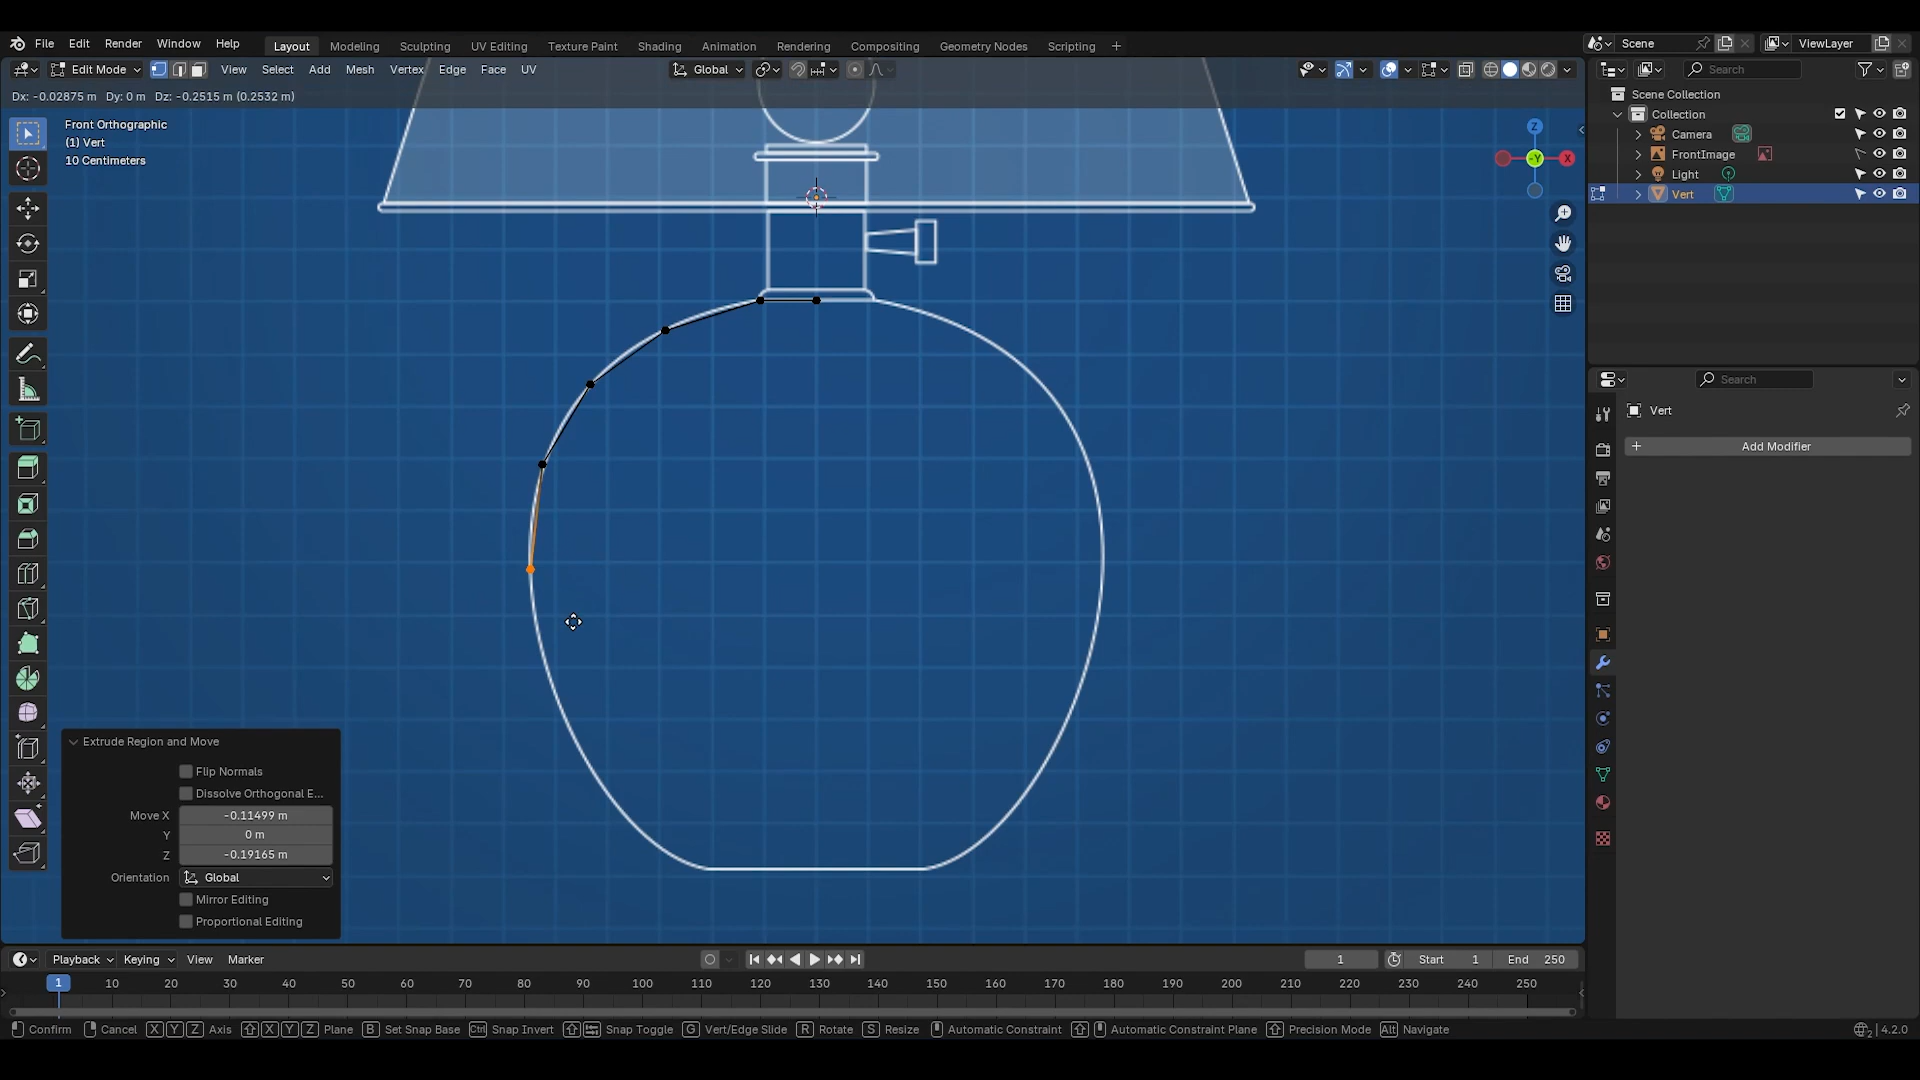 File Edit Render Window Help Layout Modeling Sculpting UV Editing Texture Paint Shading Animation Rendering Compositing Geometry Nodes Scripting + Scene ViewLayer
Edit Mode View Select Add Mesh Vertex Edge Face UV Global Search
Dx: -0.02875 m Dy: 0 m Dz: -0.2515 m (0.2532 m)
Scene Collection
Collection
Camera
FrontImage
Light
Vert
Front Orthographic
(1) Vert
10 Centimeters
Z
-Y
X
Search
Vert
+ Add Modifier
Extrude Region and Move
Flip Normals
Dissolve Orthogonal E...
Move X -0.11499 m
Y 0 m
Z -0.19165 m
Orientation Global
Mirror Editing
Proportional Editing
Playback Keying View Marker 1 Start 1 End 250
1 10 20 30 40 50 60 70 80 90 100 110 120 130 140 150 160 170 180 190 200 210 220 230 240 250
Confirm Cancel X Y Z Axis X Y Z Plane B Set Snap Base Ctrl Snap Invert Snap Toggle G Vert/Edge Slide R Rotate S Resize Automatic Constraint Automatic Constraint Plane Precision Mode Alt Navigate 4.2.0